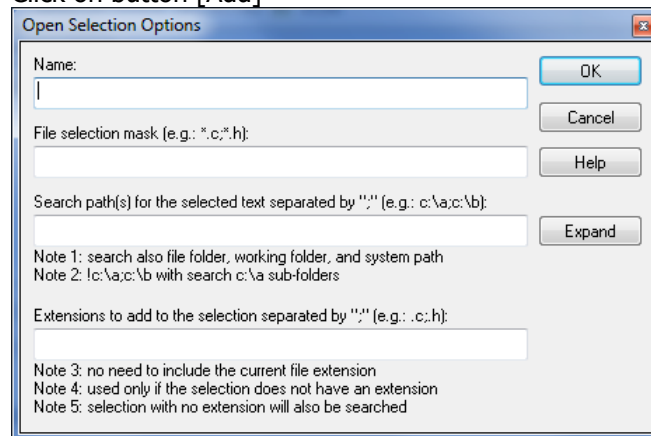 Click on button [Add]
Open Selection Options
Name:
OK
Cancel
File selection mask (e.g.: *.c;*.h):
Help
Search path(s) for the selected text separated by ";" (e.g.: c:\a;c:\b):
Expand
Note 1: search also file folder, working folder, and system path
Note 2: !c:\a;c:\b with search c:\a sub-folders
Extensions to add to the selection separated by ";" (e.g.: .c;.h):
Note 3: no need to include the current file extension
Note 4: used only if the selection does not have an extension
Note 5: selection with no extension will also be searched